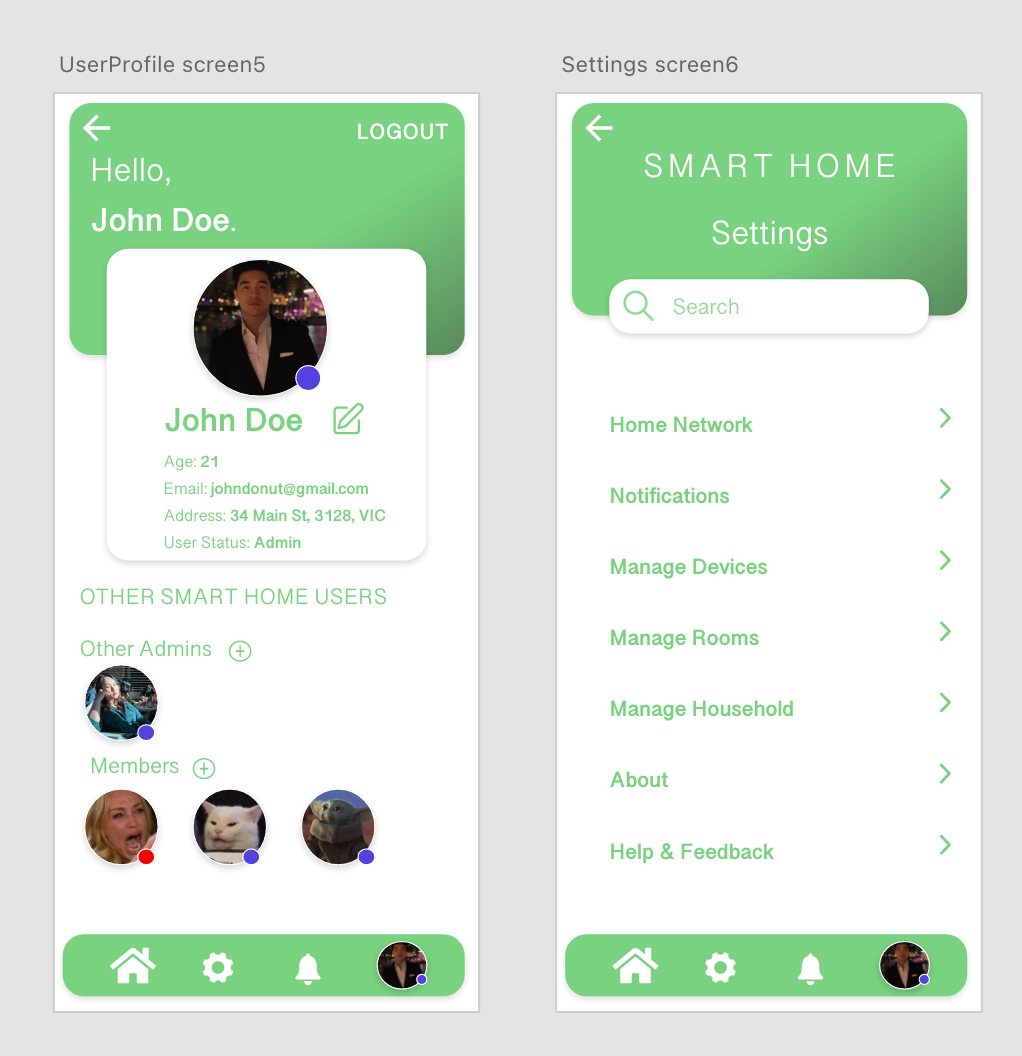 UserProfile screen5
LOGOUT
Hello,
John Doe.
John Doe
Age: 21
Email: johndonut@gmail.com
Address: 34 Main St, 3128, VIC
User Status: Admin
OTHER SMART HOME USERS
Other Admins
Members
Settings screen6
SMART HOME
Settings
Search
Home Network
Notifications
Manage Devices
Manage Rooms
Manage Household
About
Help & Feedback